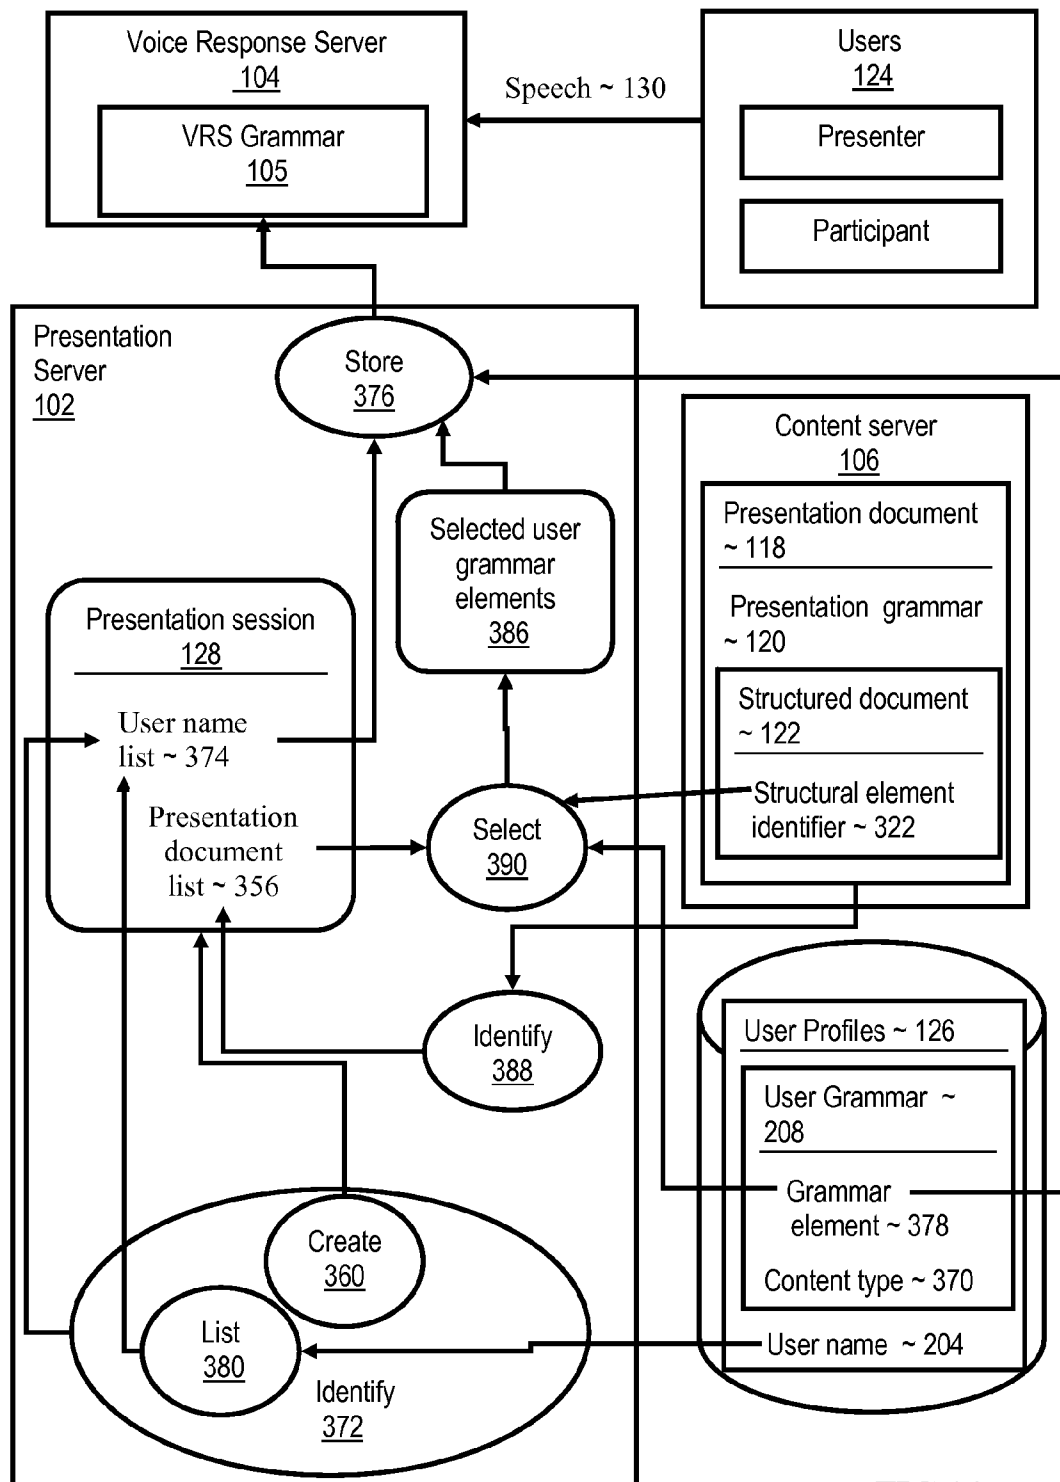 Voice Response Server
104
VRS Grammar
105
Speech ~ 130
Users
124
Presenter
Participant
Presentation
Server
102
Store
376
Content server
106
Presentation document
~ 118
Presentation grammar
~ 120
Structured document
~ 122
Structural element
identifier ~ 322
Selected user
grammar
elements
386
Presentation session
128
User name
list ~ 374
Presentation
document
list ~ 356
Select
390
Identify
388
User Profiles ~ 126
User Grammar ~
208
Grammar
element ~ 378
Content type ~ 370
User name ~ 204
Create
360
List
380
Identify
372